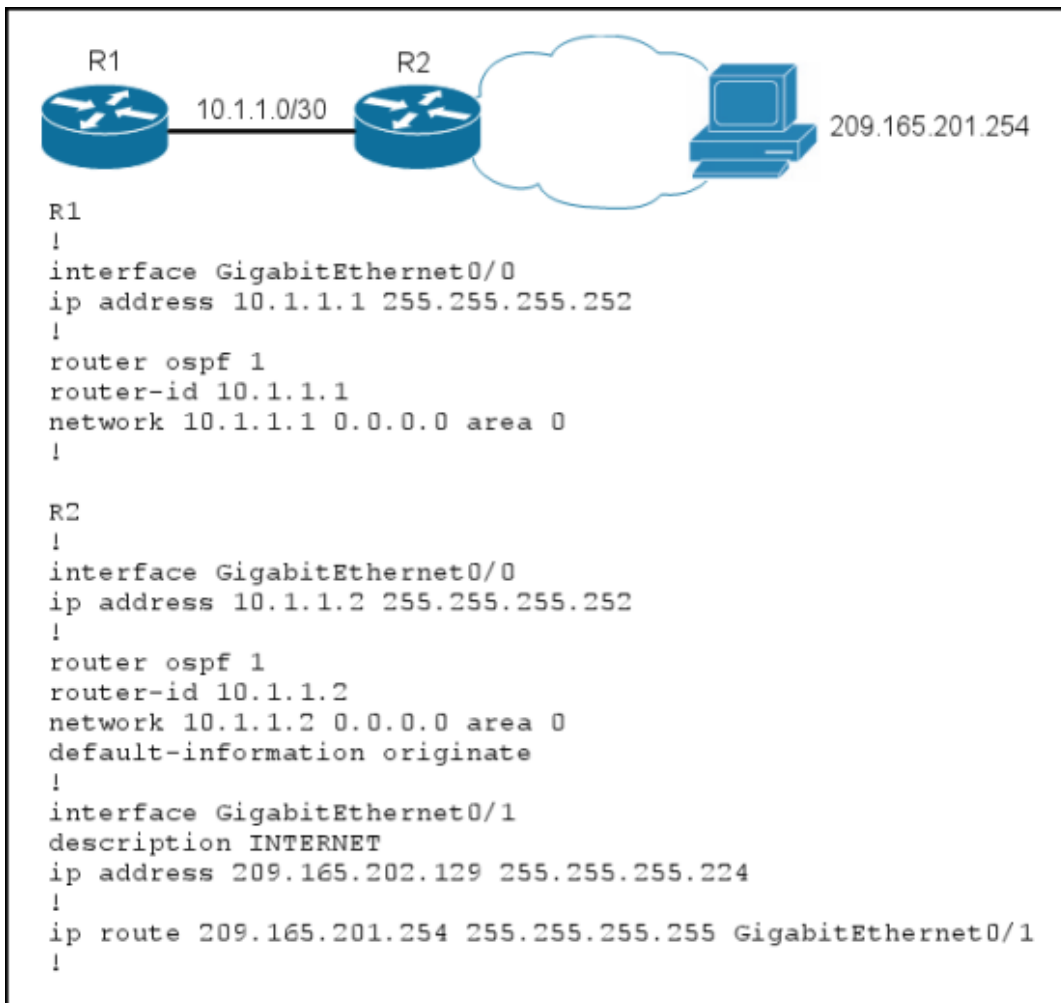 R1
R2
10.1.1.0/30
209.165.201.254
R1
!
interface GigabitEthernet0/0
ip address 10.1.1.1 255.255.255.252
!
router ospf 1
router-id 10.1.1.1
network 10.1.1.1 0.0.0.0 area 0
!
R2
!
interface GigabitEthernet0/0
ip address 10.1.1.2 255.255.255.252
!
router ospf 1
router-id 10.1.1.2
network 10.1.1.2 0.0.0.0 area 0
default-information originate
!
interface GigabitEthernet0/1
description INTERNET
ip address 209.165.202.129 255.255.255.224
!
ip route 209.165.201.254 255.255.255.255 GigabitEthernet0/1
!